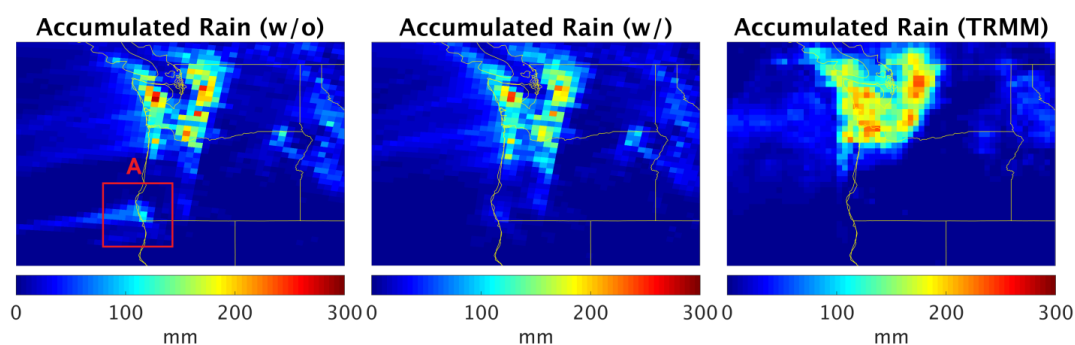 Accumulated Rain (w/o)
Accumulated Rain (w/)
Accumulated Rain (TRMM)
A
0 100 200 300
mm
0 100 200 300
mm
0 100 200 300
mm